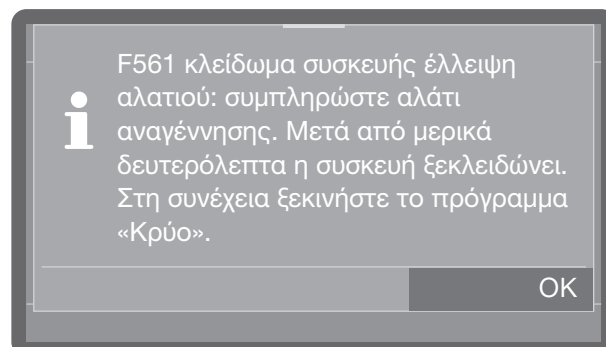 F561 κλείδωμα συσκευής έλλειψη
αλατιού: συμπληρώστε αλάτι
αναγέννησης. Μετά από μερικά
δευτερόλεπτα η συσκευή ξεκλειδώνει.
Στη συνέχεια ξεκινήστε το πρόγραμμα
«Κρύο».
OK